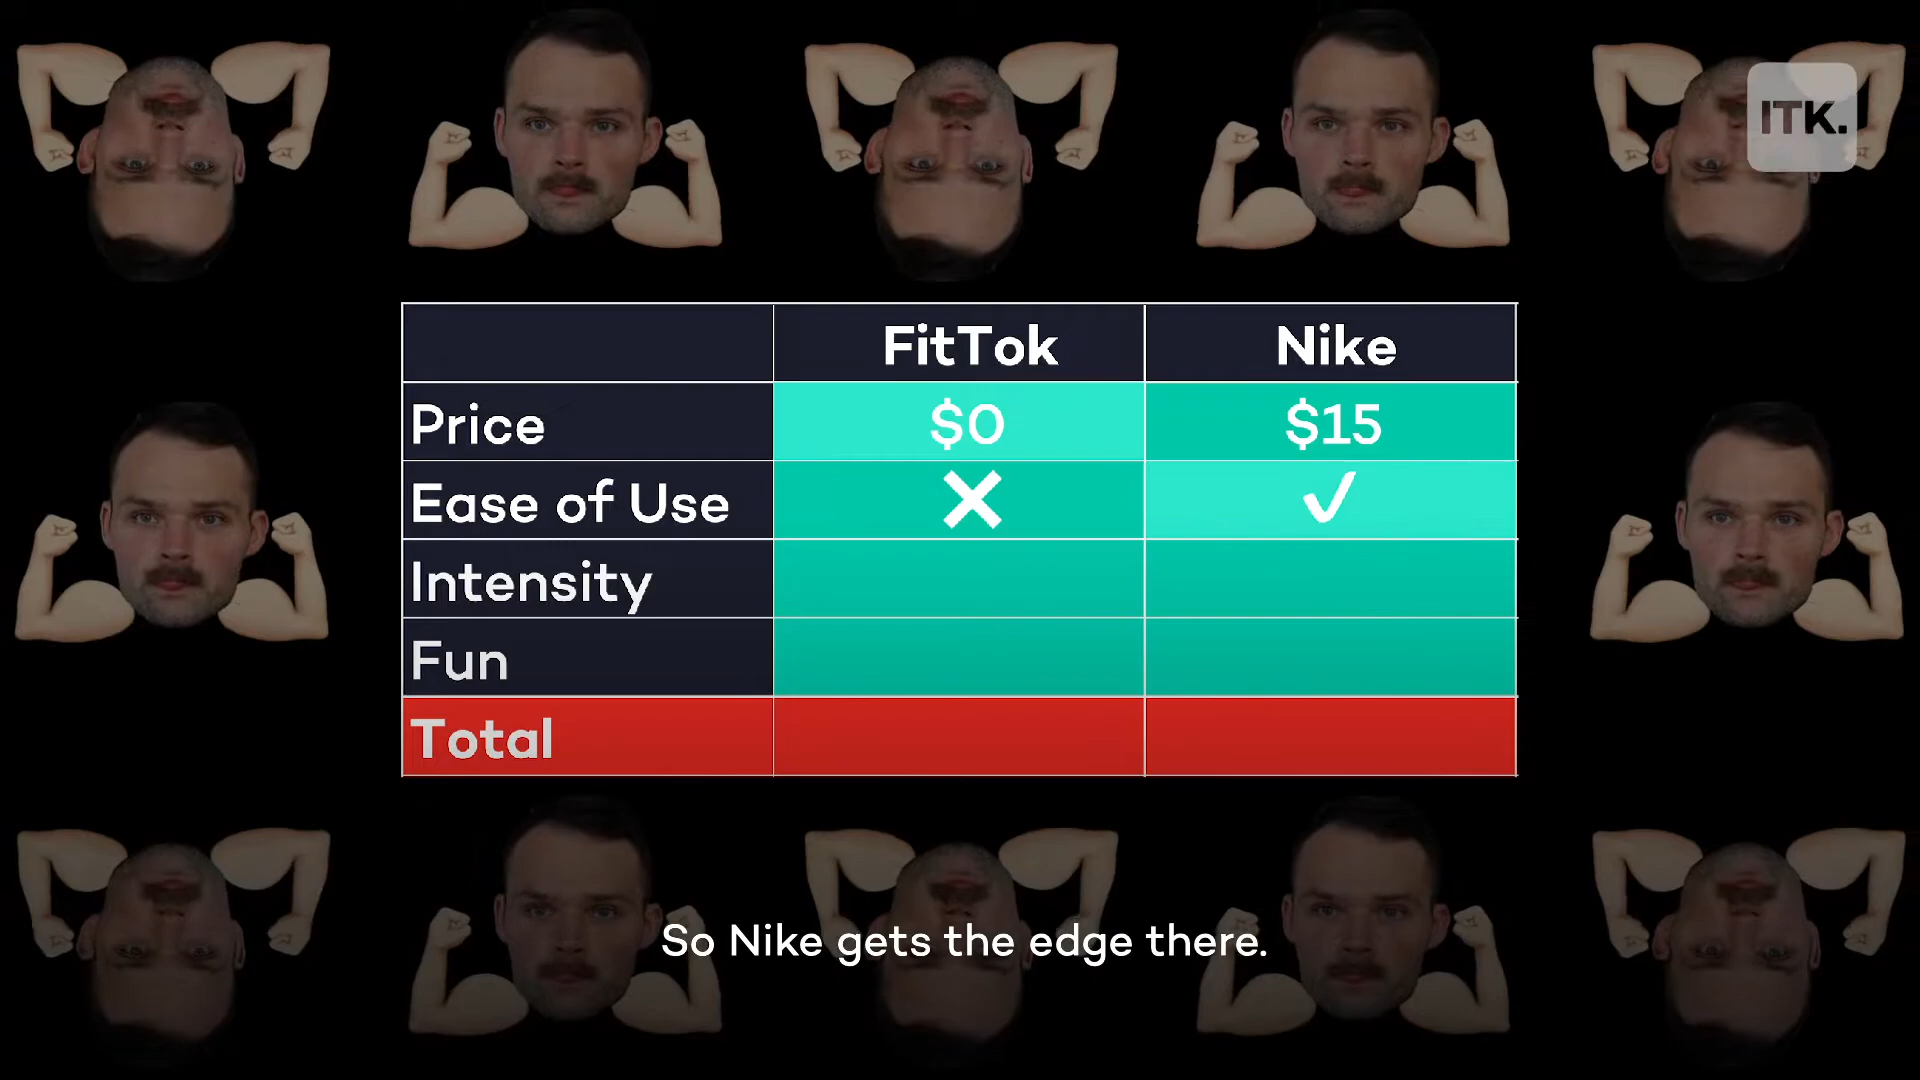 ITK.
FitTok Nike
Price $0 $15
Ease of Use ✕ ✓
Intensity
Fun
Total
So Nike gets the edge there.